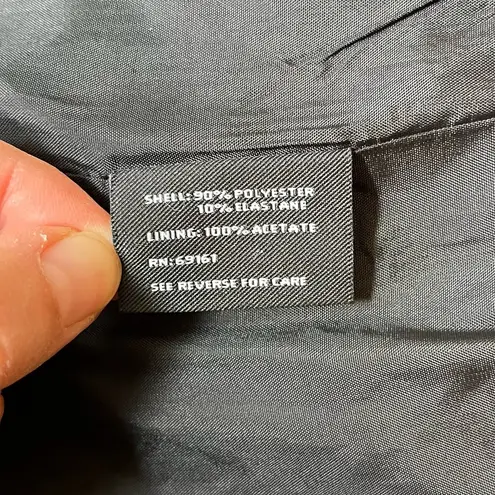 SHELL: 90% POLYESTER
10% ELASTANE
LINING: 100% ACETATE
RN: 69161
SEE REVERSE FOR CARE